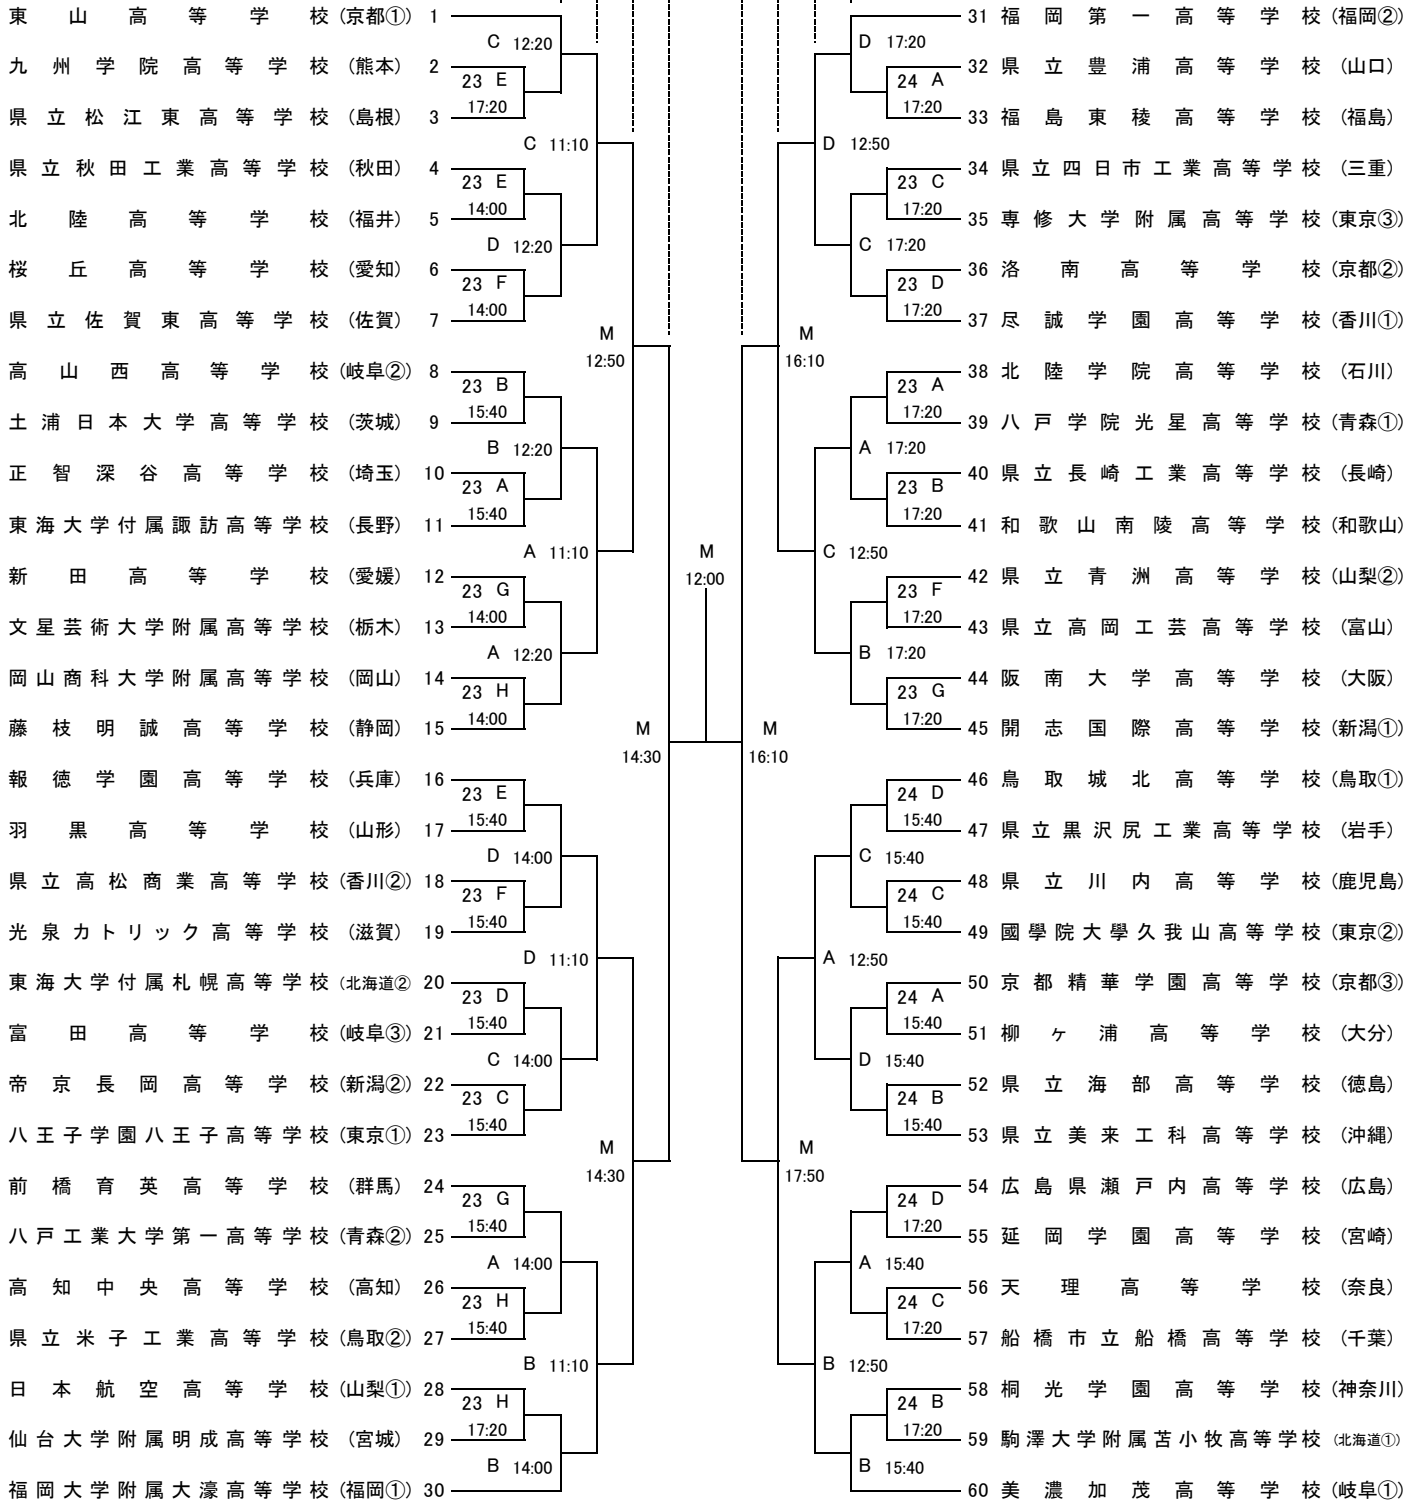 東山高等学校 (京都①) 1
C 12:20
九州学院高等学校 (熊本) 2
23 E
17:20
県立松江東高等学校 (島根) 3
C 11:10
県立秋田工業高等学校 (秋田) 4
23 E
14:00
北陸高等学校 (福井) 5
D 12:20
桜丘高等学校 (愛知) 6
23 F
14:00
県立佐賀東高等学校 (佐賀) 7
M
12:50
高山西高等学校 (岐阜②) 8
23 B
15:40
土浦日本大学高等学校 (茨城) 9
B 12:20
正智深谷高等学校 (埼玉) 10
23 A
15:40
東海大学付属諏訪高等学校 (長野) 11
A 11:10
新田高等学校 (愛媛) 12
23 G
14:00
文星芸術大学附属高等学校 (栃木) 13
A 12:20
岡山商科大学附属高等学校 (岡山) 14
23 H
14:00
藤枝明誠高等学校 (静岡) 15
M
14:30
報徳学園高等学校 (兵庫) 16
23 E
15:40
羽黒高等学校 (山形) 17
D 14:00
県立高松商業高等学校 (香川②) 18
23 F
15:40
光泉カトリック高等学校 (滋賀) 19
D 11:10
東海大学付属札幌高等学校 (北海道② 20
23 D
15:40
富田高等学校 (岐阜③) 21
C 14:00
帝京長岡高等学校 (新潟②) 22
23 C
15:40
八王子学園八王子高等学校 (東京①) 23
M
14:30
前橋育英高等学校 (群馬) 24
23 G
15:40
八戸工業大学第一高等学校 (青森②) 25
A 14:00
高知中央高等学校 (高知) 26
23 H
15:40
県立米子工業高等学校 (鳥取②) 27
B 11:10
日本航空高等学校 (山梨①) 28
23 H
17:20
仙台大学附属明成高等学校 (宮城) 29
B 14:00
福岡大学附属大濠高等学校 (福岡①) 30
M
12:00
31 福岡第一高等学校 (福岡②)
D 17:20
32 県立豊浦高等学校 (山口)
24 A
17:20
33 福島東稜高等学校 (福島)
D 12:50
34 県立四日市工業高等学校 (三重)
23 C
17:20
35 専修大学附属高等学校 (東京③)
C 17:20
36 洛南高等学校 (京都②)
23 D
17:20
37 尽誠学園高等学校 (香川①)
M
16:10
38 北陸学院高等学校 (石川)
23 A
17:20
39 八戸学院光星高等学校 (青森①)
A 17:20
40 県立長崎工業高等学校 (長崎)
23 B
17:20
41 和歌山南陵高等学校 (和歌山)
C 12:50
42 県立青洲高等学校 (山梨②)
23 F
17:20
43 県立高岡工芸高等学校 (富山)
B 17:20
44 阪南大学高等学校 (大阪)
23 G
17:20
45 開志国際高等学校 (新潟①)
M
16:10
46 鳥取城北高等学校 (鳥取①)
24 D
15:40
47 県立黒沢尻工業高等学校 (岩手)
C 15:40
48 県立川内高等学校 (鹿児島)
24 C
15:40
49 國學院大學久我山高等学校 (東京②)
A 12:50
50 京都精華学園高等学校 (京都③)
24 A
15:40
51 柳ヶ浦高等学校 (大分)
D 15:40
52 県立海部高等学校 (徳島)
24 B
15:40
53 県立美来工科高等学校 (沖縄)
M
17:50
54 広島県瀬戸内高等学校 (広島)
24 D
17:20
55 延岡学園高等学校 (宮崎)
A 15:40
56 天理高等学校 (奈良)
24 C
17:20
57 船橋市立船橋高等学校 (千葉)
B 12:50
58 桐光学園高等学校 (神奈川)
24 B
17:20
59 駒澤大学附属苫小牧高等学校 (北海道①)
B 15:40
60 美濃加茂高等学校 (岐阜①)